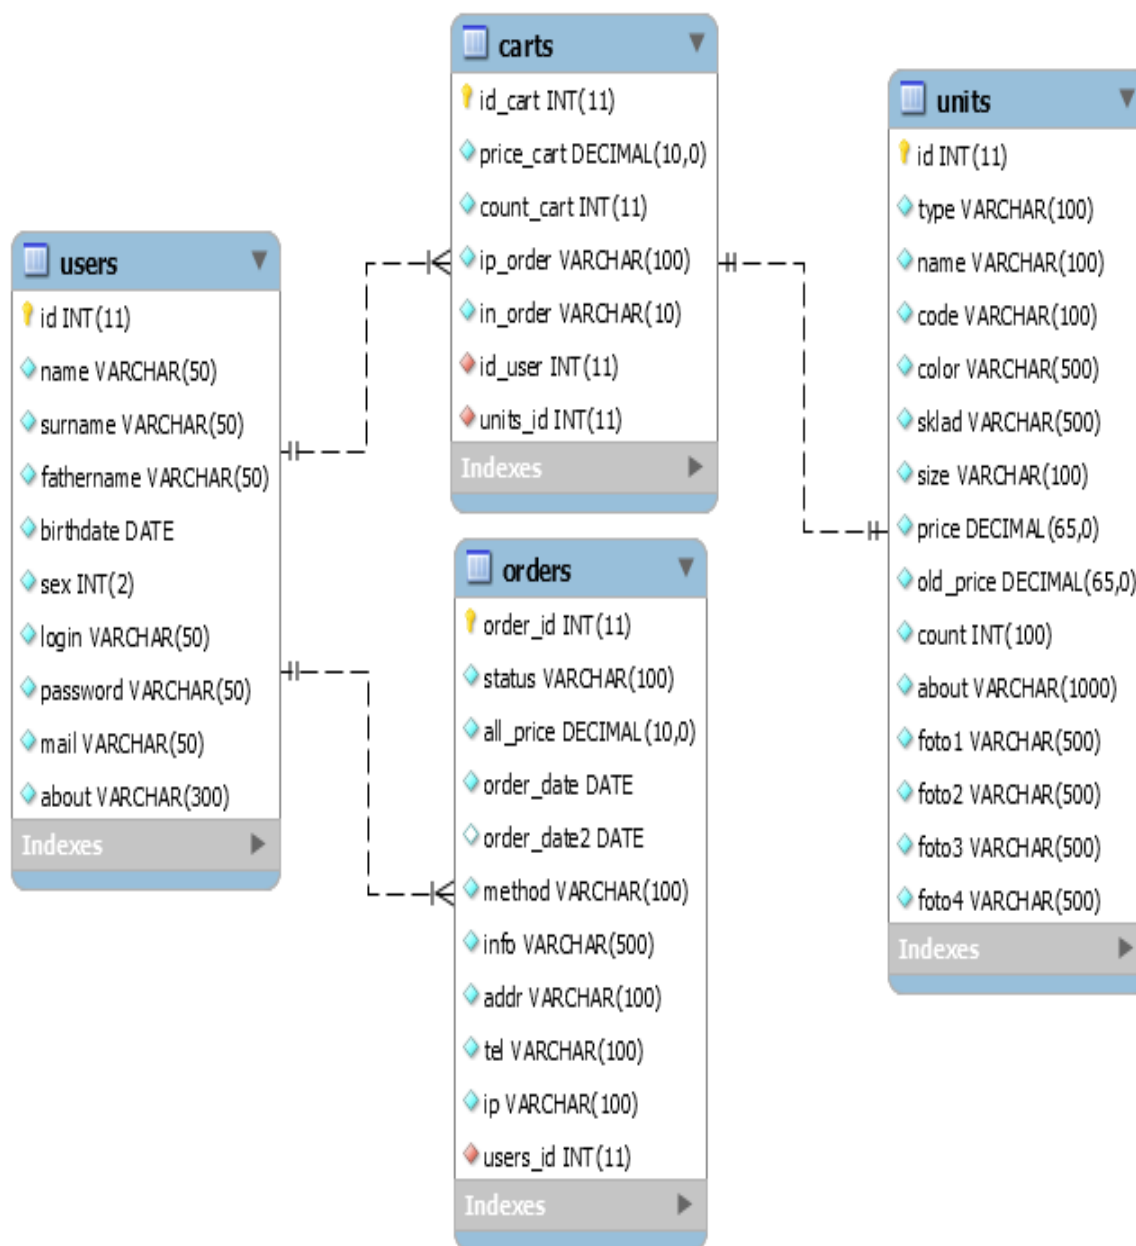 carts
id_cart INT(11)
price_cart DECIMAL(10,0)
count_cart INT(11)
ip_order VARCHAR(100)
in_order VARCHAR(10)
id_user INT(11)
units_id INT(11)
Indexes
units
id INT(11)
type VARCHAR(100)
name VARCHAR(100)
code VARCHAR(100)
color VARCHAR(500)
sklad VARCHAR(500)
size VARCHAR(100)
price DECIMAL(65,0)
old_price DECIMAL(65,0)
count INT(100)
about VARCHAR(1000)
foto1 VARCHAR(500)
foto2 VARCHAR(500)
foto3 VARCHAR(500)
foto4 VARCHAR(500)
Indexes
users
id INT(11)
name VARCHAR(50)
surname VARCHAR(50)
fathername VARCHAR(50)
birthdate DATE
sex INT(2)
login VARCHAR(50)
password VARCHAR(50)
mail VARCHAR(50)
about VARCHAR(300)
Indexes
orders
order_id INT(11)
status VARCHAR(100)
all_price DECIMAL(10,0)
order_date DATE
order_date2 DATE
method VARCHAR(100)
info VARCHAR(500)
addr VARCHAR(100)
tel VARCHAR(100)
ip VARCHAR(100)
users_id INT(11)
Indexes